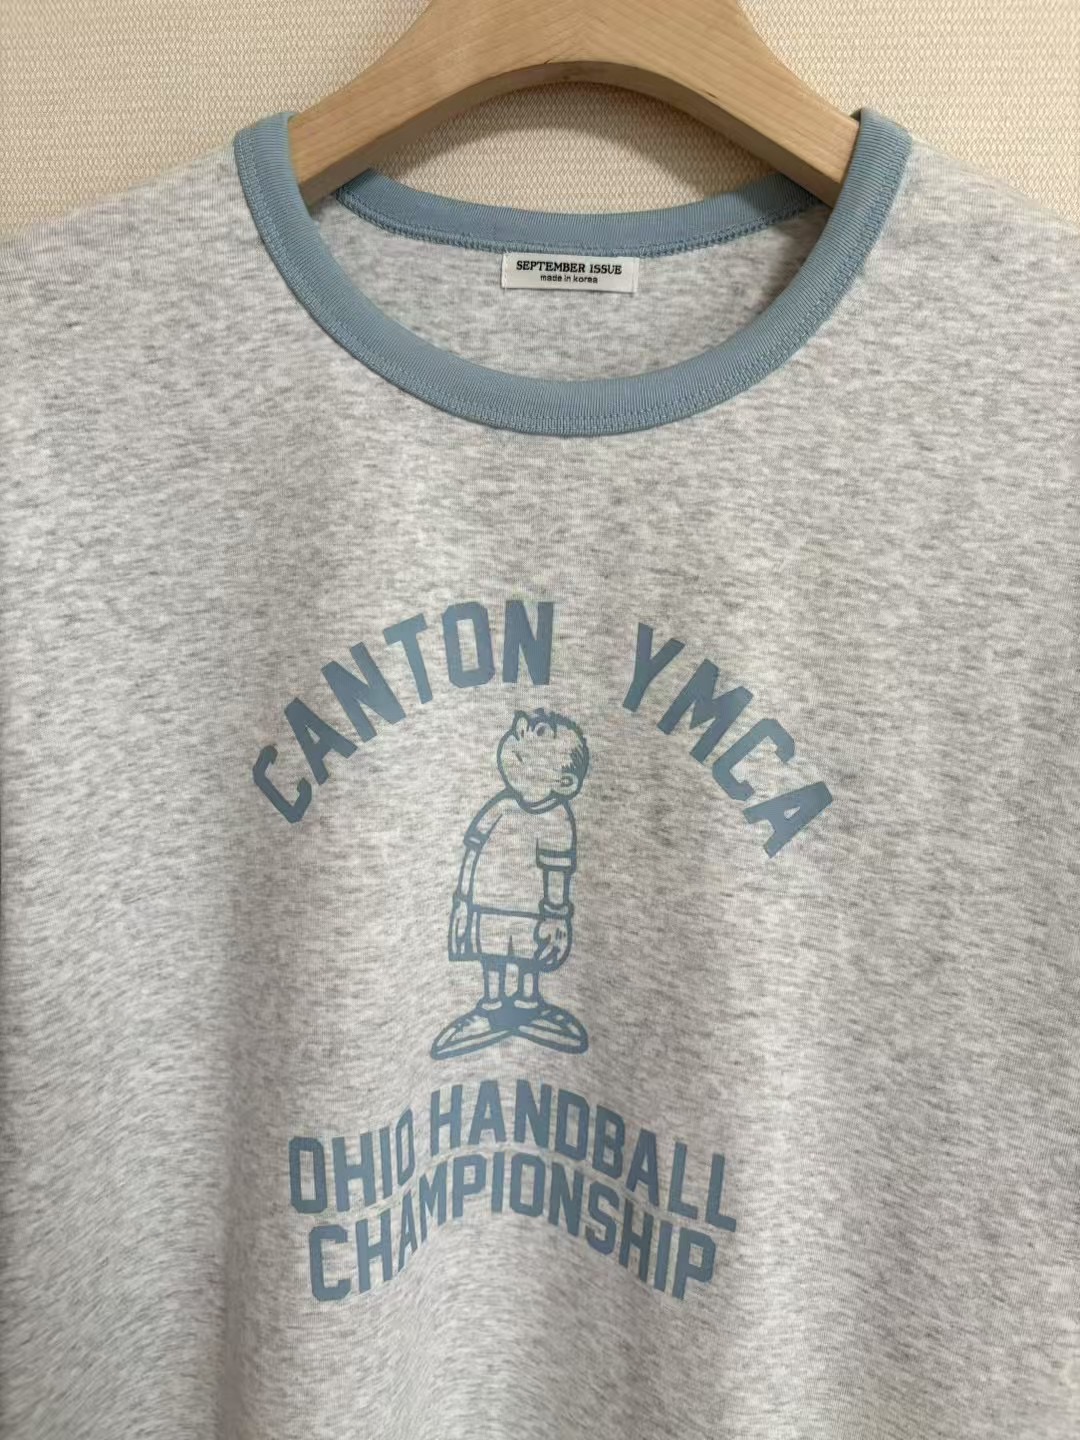 SEPTEMBER ISSUE
made in korea
CANTON YMCA
OHIO HANDBALL
CHAMPIONSHIP